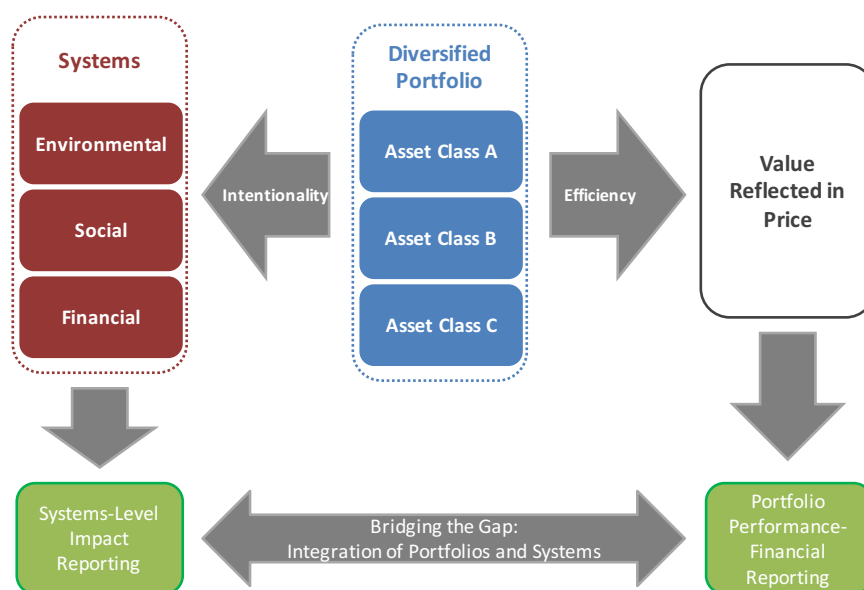 Systems
Environmental
Social
Financial
Intentionality
Diversified
Portfolio
Asset Class A
Asset Class B
Asset Class C
Efficiency
Value
Reflected in
Price
Systems-Level
Impact
Reporting
Bridging the Gap:
Integration of Portfolios and Systems
Portfolio
Performance-
Financial
Reporting